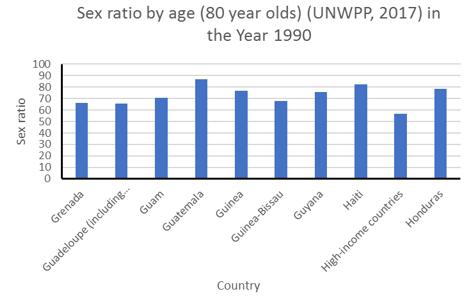 Sex ratio by age (80 year olds) (UNWPP, 2017) in
the Year 1990
100
90
80
70
60
50
40
30
20
10
0
Sex ratio
Grenada
Guadeloupe (including...
Guam
Guatemala
Guinea
Guinea-Bissau
Guyana
Haiti
High-income countries
Honduras
Country